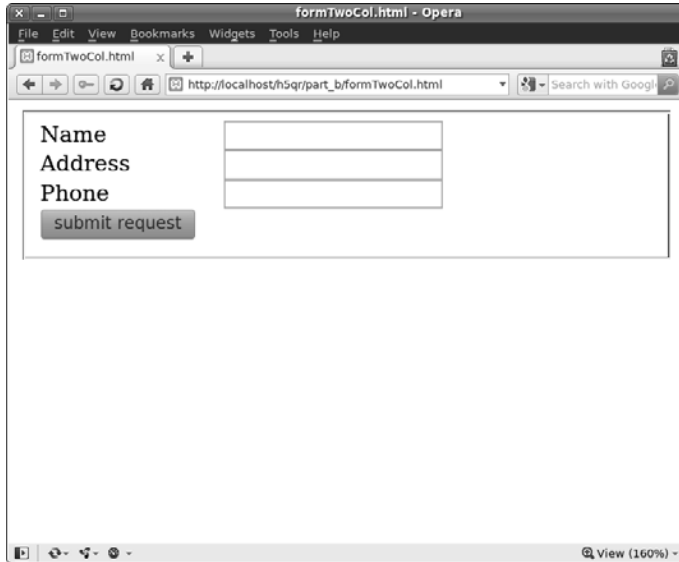 formTwoCol.html - Opera
File Edit View Bookmarks Widgets Tools Help
formTwoCol.html
http://localhost/h5qr/part_b/formTwoCol.html Search with Googl
Name
Address
Phone
submit request
View (160%)